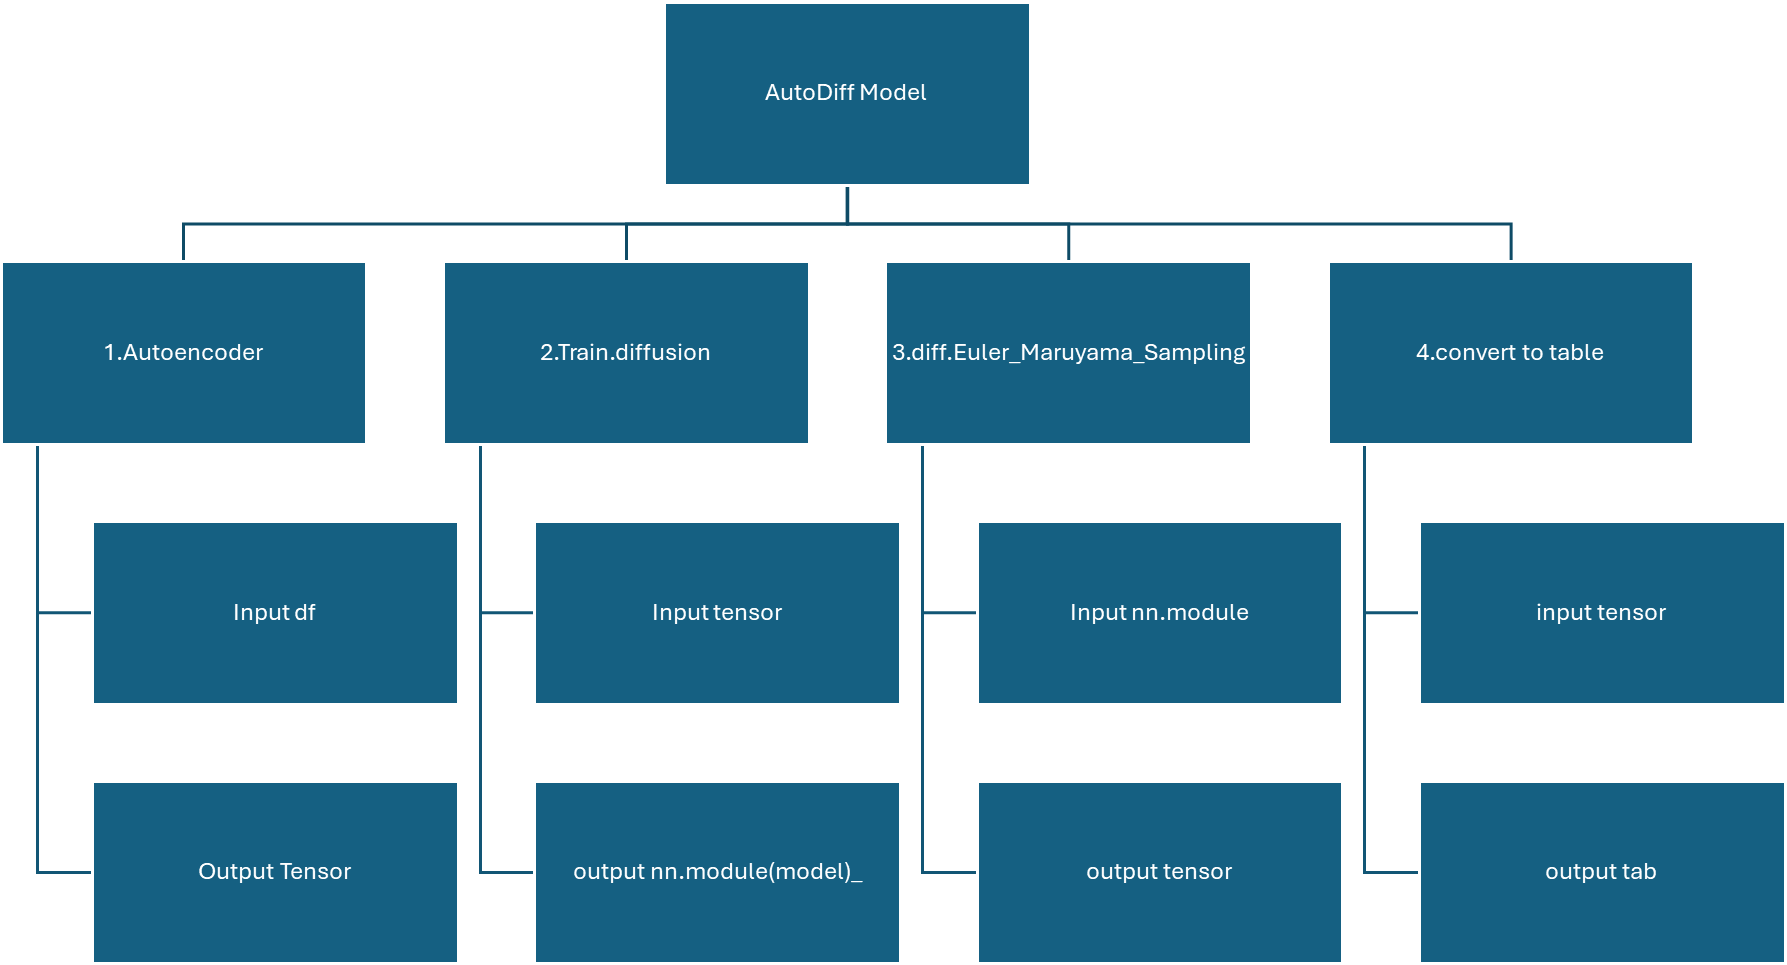 AutoDiff Model
1.Autoencoder
2.Train.diffusion
3.diff.Euler_Maruyama_Sampling
4.convert to table
Input df
Input tensor
Input nn.module
input tensor
Output Tensor
output nn.module(model)_
output tensor
output tab